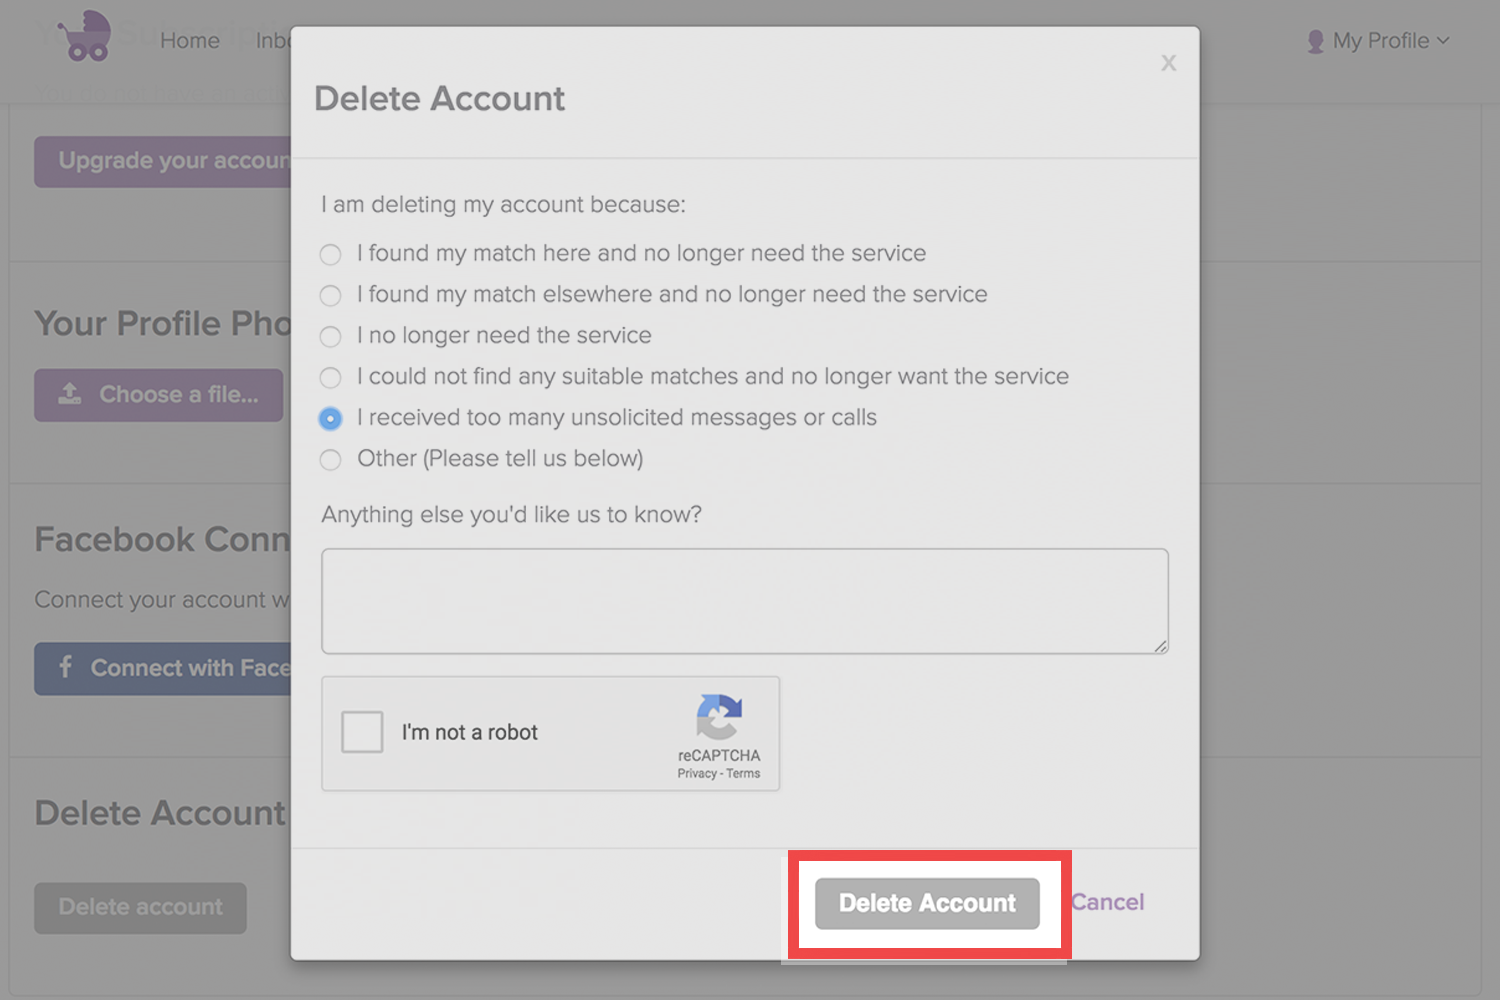 Home
My Profile
x
Delete Account
Upgrade your accoun
I am deleting my account because:
I found my match here and no longer need the service
I found my match elsewhere and no longer need the service
Your Profile Pho
I no longer need the service
I could not find any suitable matches and no longer want the service
Choose a file...
I received too many unsolicited messages or calls
Other (Please tell us below)
Anything else you'd like us to know?
Facebook Conn
Connect your account w
f Connect with Face
I'm not a robot
reCAPTCHA
Privacy - Terms
Delete Account
Delete account
Delete Account
Cancel